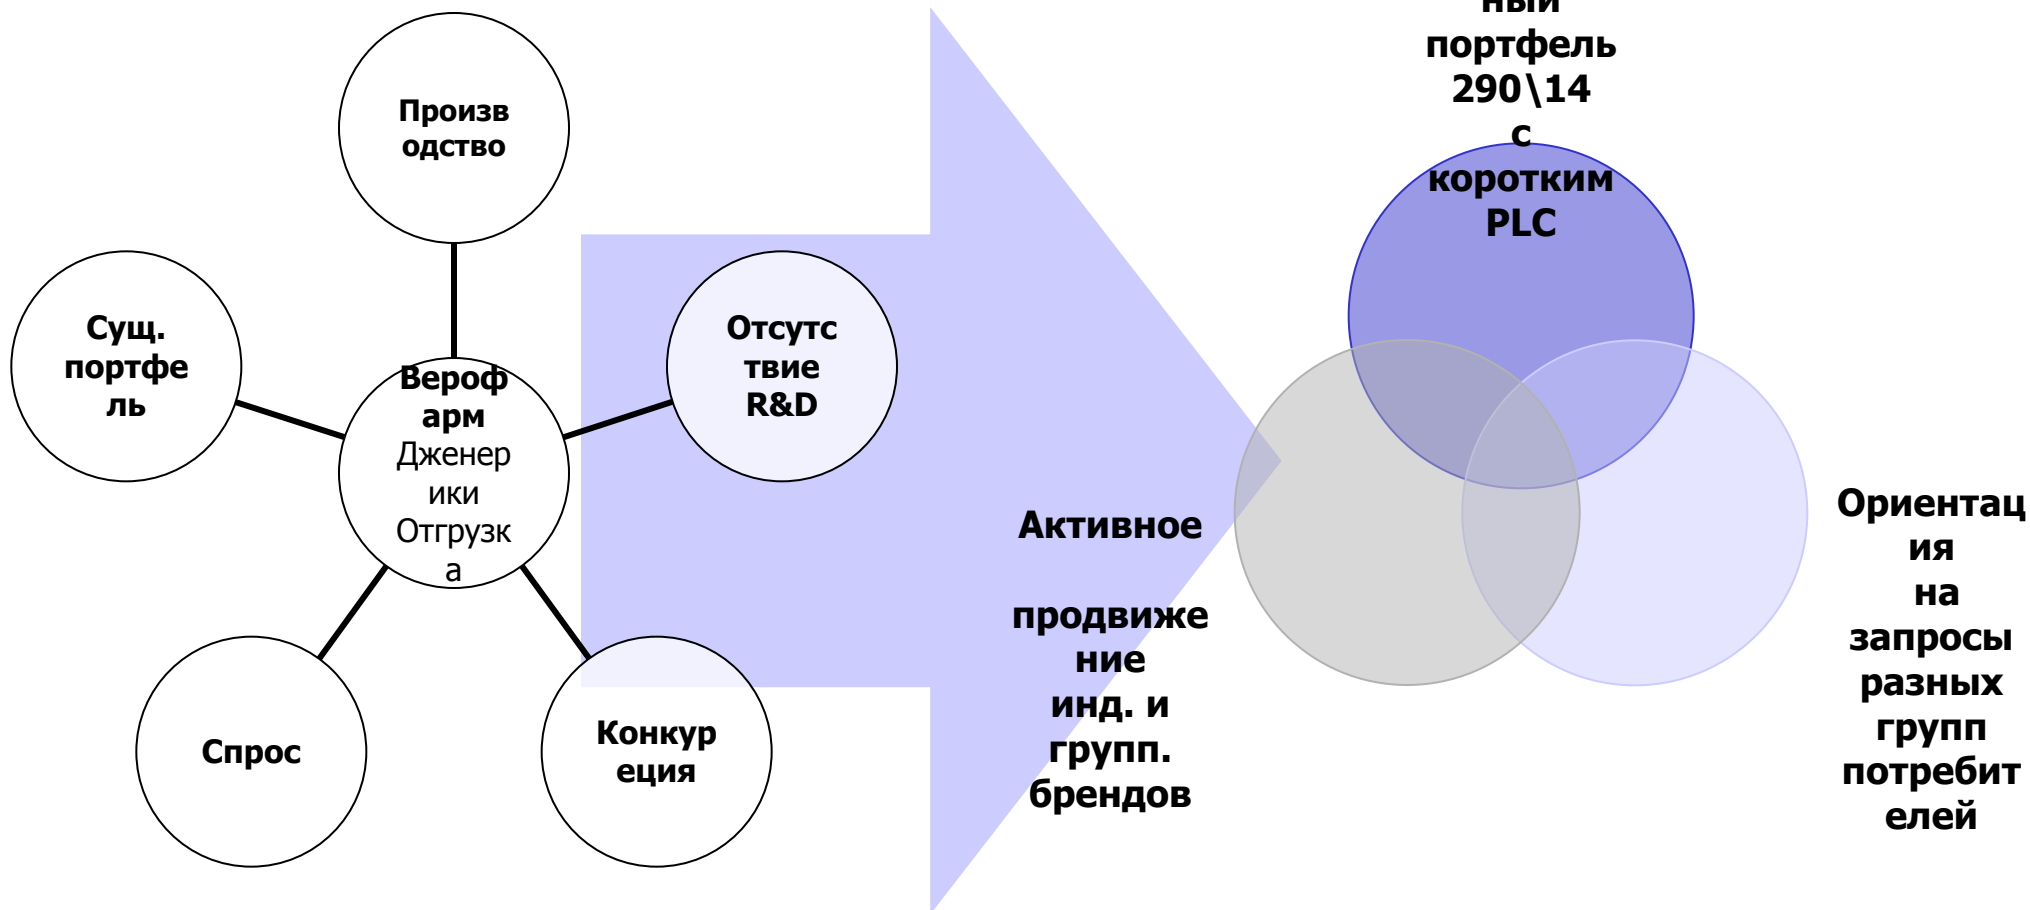 ный
портфель
290\14
с
коротким
PLC
Произв
одство
Сущ.
портфе
ль
Вероф
арм
Дженер
ики
Отгрузк
а
Отсутс
твие
R&D
Спрос
Конкур
еция
Активное
продвиже
ние
инд. и
групп.
брендов
Ориентац
ия
на
запросы
разных
групп
потребит
елей